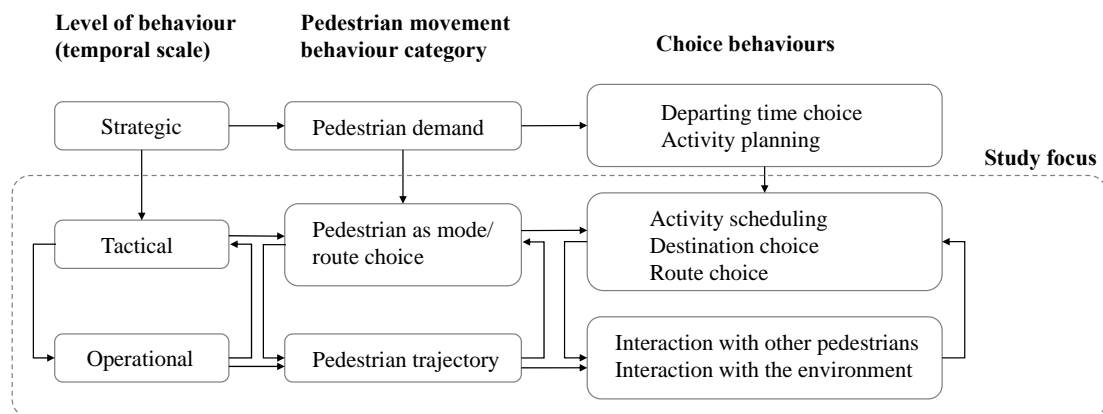 Level of behaviour
(temporal scale)
Pedestrian movement
behaviour category
Choice behaviours
Strategic
Pedestrian demand
Departing time choice
Activity planning
Study focus
Tactical
Pedestrian as mode/
route choice
Activity scheduling
Destination choice
Route choice
Operational
Pedestrian trajectory
Interaction with other pedestrians
Interaction with the environment